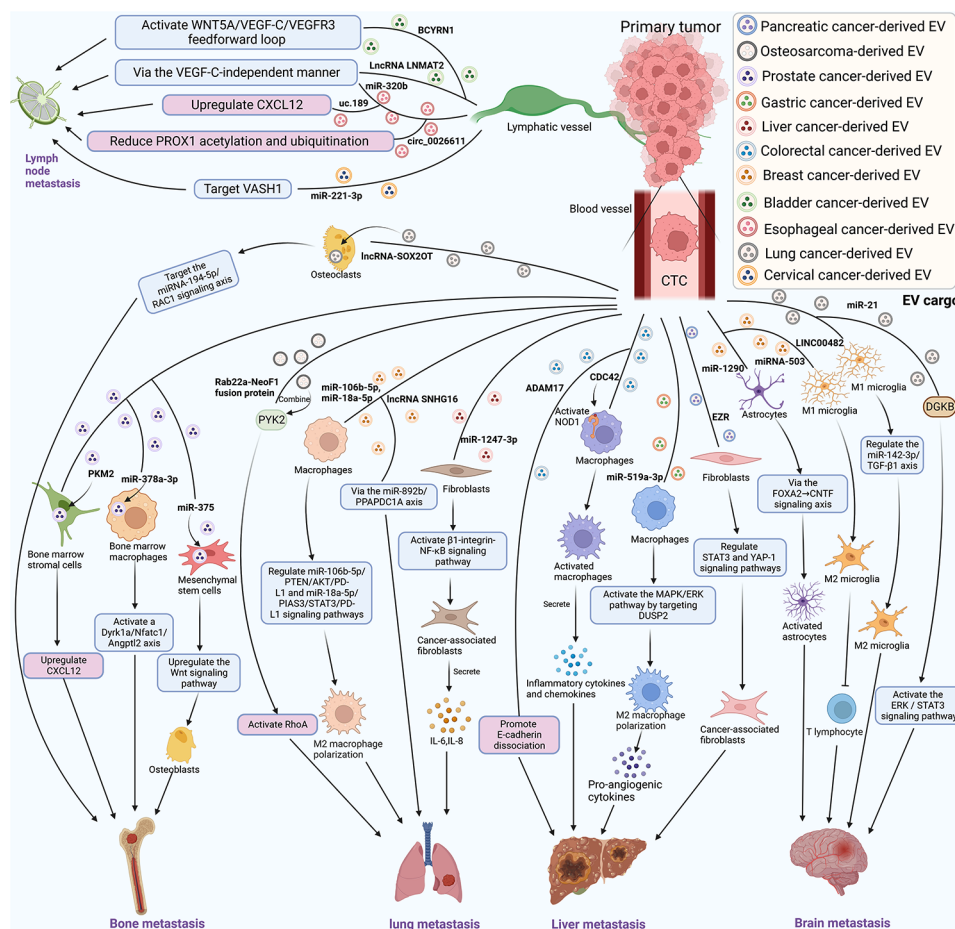 Activate WNT5A/VEGF-C/VEGFR3
feedforward loop
BCYRN1
Via the VEGF-C-independent manner
LncRNA LNMAT2
miR-320b
Upregulate CXCL12
uc.189
Reduce PROX1 acetylation and ubiquitination
circ_0026611
Lymph
node
metastasis
Target VASH1
miR-221-3p
Lymphatic vessel
Primary tumor
Blood vessel
CTC
Pancreatic cancer-derived EV
Osteosarcoma-derived EV
Prostate cancer-derived EV
Gastric cancer-derived EV
Liver cancer-derived EV
Colorectal cancer-derived EV
Breast cancer-derived EV
Bladder cancer-derived EV
Esophageal cancer-derived EV
Lung cancer-derived EV
Cervical cancer-derived EV
EV cargo
Target the
miRNA-194-5p/
RAC1 signaling axis
Osteoclasts
lncRNA-SOX2OT
PKM2
Bone marrow
stromal cells
Upregulate
CXCL12
miR-378a-3p
Bone marrow
macrophages
Activate a
Dyrk1a/Nfatc1/
Angptl2 axis
miR-375
Mesenchymal
stem cells
Upregulate the
Wnt signaling
pathway
Osteoblasts
Bone metastasis
Rab22a-NeoF1
fusion protein
Combine
PYK2
Activate RhoA
miR-106b-5p,
miR-18a-5p
Macrophages
Regulate miR-106b-5p/
PTEN/AKT/PD-
L1 and miR-18a-5p/
PIAS3/STAT3/PD-
L1 signaling pathways
M2 macrophage
polarization
lncRNA SNHG16
Via the miR-892b/
PPAPDC1A axis
miR-1247-3p
Fibroblasts
Activate β1-integrin-
NF-κB signaling
pathway
Cancer-associated
fibroblasts
Secrete
IL-6,IL-8
lung metastasis
ADAM17
Promote
E-cadherin
dissociation
CDC42
Activate
NOD1
Macrophages
Activated
macrophages
Secrete
Inflammatory cytokines
and chemokines
miR-519a-3p
Macrophages
Activate the MAPK/ERK
pathway by targeting
DUSP2
M2 macrophage
polarization
Pro-angiogenic
cytokines
EZR
Fibroblasts
Regulate
STAT3 and YAP-1
signaling pathways
Cancer-associated
fibroblasts
Liver metastasis
miR-1290
Astrocytes
Via the
FOXA2→CNTF
signaling axis
Activated
astrocytes
miRNA-503
M1 microglia
M2 microglia
T lymphocyte
LINC00482
M1 microglia
Regulate the
miR-142-3p/
TGF-β1 axis
M2 microglia
miR-21
DGKB
Activate the
ERK / STAT3
signaling pathway
Brain metastasis